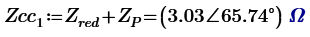 Zcc₁ := Z_red + Z_P = (3.03∠65.74°) Ω